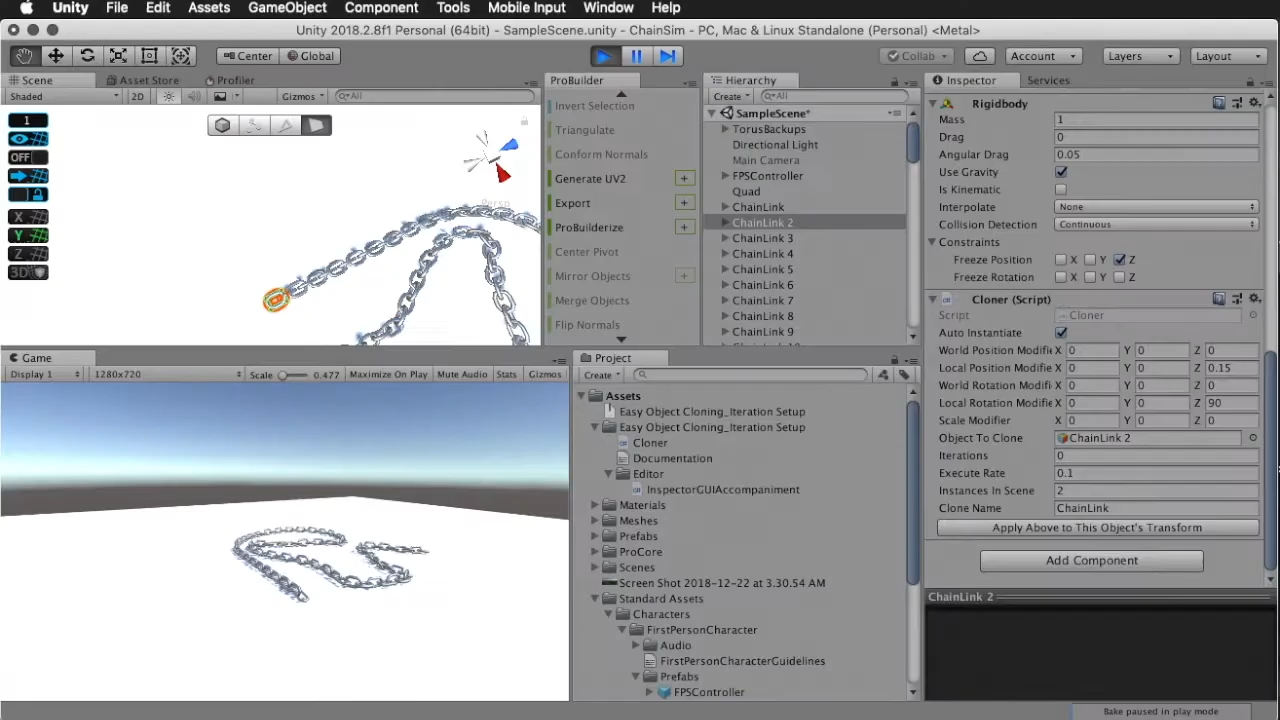 Unity File Edit Assets GameObject Component Tools Mobile Input Window Help
Unity 2018.2.8f1 Personal (64bit) - SampleScene.unity - ChainSim - PC, Mac & Linux Standalone (Personal) <Metal>
Center Global Collab Account Layers Layout
Scene Asset Store Profiler
Shaded 2D Gizmos All
1
OFF
X
Y
Z
3D
Persp
ProBuilder
Invert Selection
Triangulate
Conform Normals
Generate UV2 +
Export +
ProBuilderize +
Center Pivot
Mirror Objects +
Merge Objects
Flip Normals
Hierarchy
Create All
SampleScene*
TorusBackups
Directional Light
Main Camera
FPSController
Quad
ChainLink
ChainLink 2
ChainLink 3
ChainLink 4
ChainLink 5
ChainLink 6
ChainLink 7
ChainLink 8
ChainLink 9
Game
Display 1 1280x720 Scale 0.477 Maximize On Play Mute Audio Stats Gizmos
Project
Create
Assets
Easy Object Cloning_Iteration Setup
Easy Object Cloning_Iteration Setup
Cloner
Documentation
Editor
InspectorGUIAccompaniment
Materials
Meshes
Prefabs
ProCore
Scenes
Screen Shot 2018-12-22 at 3.30.54 AM
Standard Assets
Characters
FirstPersonCharacter
Audio
FirstPersonCharacterGuidelines
Prefabs
FPSController
Inspector Services
Rigidbody
Mass 1
Drag 0
Angular Drag 0.05
Use Gravity
Is Kinematic
Interpolate None
Collision Detection Continuous
Constraints
Freeze Position X Y Z
Freeze Rotation X Y Z
Cloner (Script)
Script Cloner
Auto Instantiate
World Position Modifie X 0 Y 0 Z 0
Local Position Modifie X 0 Y 0 Z 0.15
World Rotation Modifi X 0 Y 0 Z 0
Local Rotation Modifie X 0 Y 0 Z 90
Scale Modifier X 0 Y 0 Z 0
Object To Clone ChainLink 2
Iterations 0
Execute Rate 0.1
Instances In Scene 2
Clone Name ChainLink
Apply Above to This Object's Transform
Add Component
ChainLink 2
Bake paused in play mode